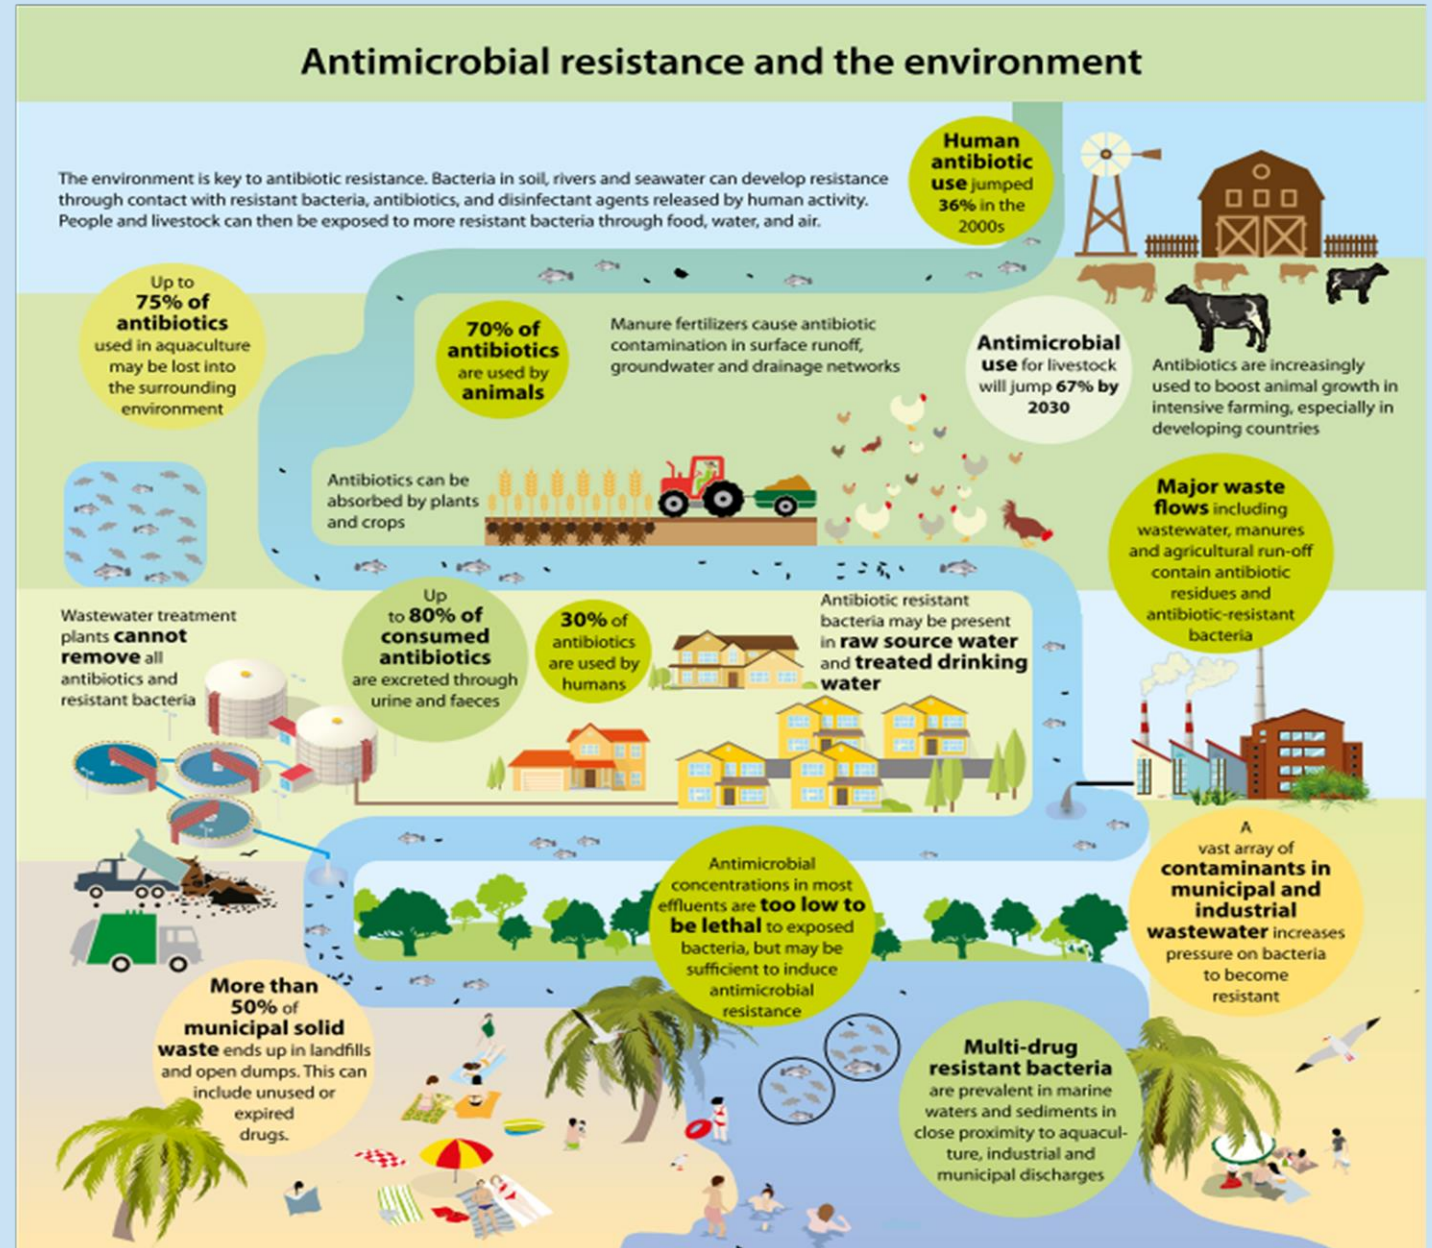 Antimicrobial resistance and the environment
The environment is key to antibiotic resistance. Bacteria in soil, rivers and seawater can develop resistance
through contact with resistant bacteria, antibiotics, and disinfectant agents released by human activity.
People and livestock can then be exposed to more resistant bacteria through food, water, and air.
Human
antibiotic
use jumped
36% in the
2000s
Up to
75% of
antibiotics
used in aquaculture
may be lost into
the surrounding
environment
70% of
antibiotics
are used by
animals
Manure fertilizers cause antibiotic
contamination in surface runoff,
groundwater and drainage networks
Antimicrobial
use for livestock
will jump 67% by
2030
Antibiotics are increasingly
used to boost animal growth in
intensive farming, especially in
developing countries
Antibiotics can be
absorbed by plants
and crops
Major waste
flows including
wastewater, manures
and agricultural run-off
contain antibiotic
residues and
antibiotic-resistant
bacteria
Wastewater treatment
plants cannot
remove all
antibiotics and
resistant bacteria
Up
to 80% of
consumed
antibiotics
are excreted through
urine and faeces
30% of
antibiotics
are used by
humans
Antibiotic resistant
bacteria may be present
in raw source water
and treated drinking
water
Antimicrobial
concentrations in most
effluents are too low to
be lethal to exposed
bacteria, but may be
sufficient to induce
antimicrobial
resistance
A
vast array of
contaminants in
municipal and
industrial
wastewater increases
pressure on bacteria
to become
resistant
More than
50% of
municipal solid
waste ends up in landfills
and open dumps. This can
include unused or
expired
drugs.
Multi-drug
resistant bacteria
are prevalent in marine
waters and sediments in
close proximity to aquacul-
ture, industrial and
municipal discharges